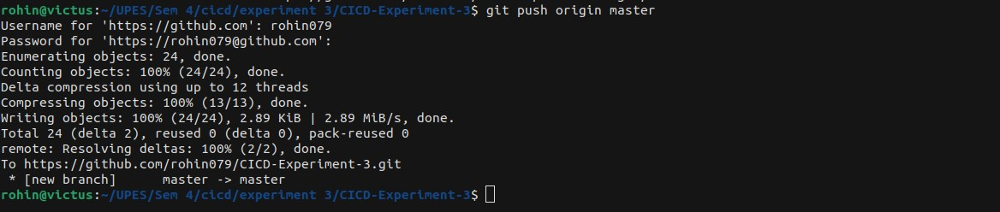 rohin@victus:~/UPES/Sem 4/cicd/experiment 3/CICD-Experiment-3$ git push origin master
Username for 'https://github.com': rohin079
Password for 'https://rohin079@github.com':
Enumerating objects: 24, done.
Counting objects: 100% (24/24), done.
Delta compression using up to 12 threads
Compressing objects: 100% (13/13), done.
Writing objects: 100% (24/24), 2.89 KiB | 2.89 MiB/s, done.
Total 24 (delta 2), reused 0 (delta 0), pack-reused 0
remote: Resolving deltas: 100% (2/2), done.
To https://github.com/rohin079/CICD-Experiment-3.git
 * [new branch]      master -> master
rohin@victus:~/UPES/Sem 4/cicd/experiment 3/CICD-Experiment-3$